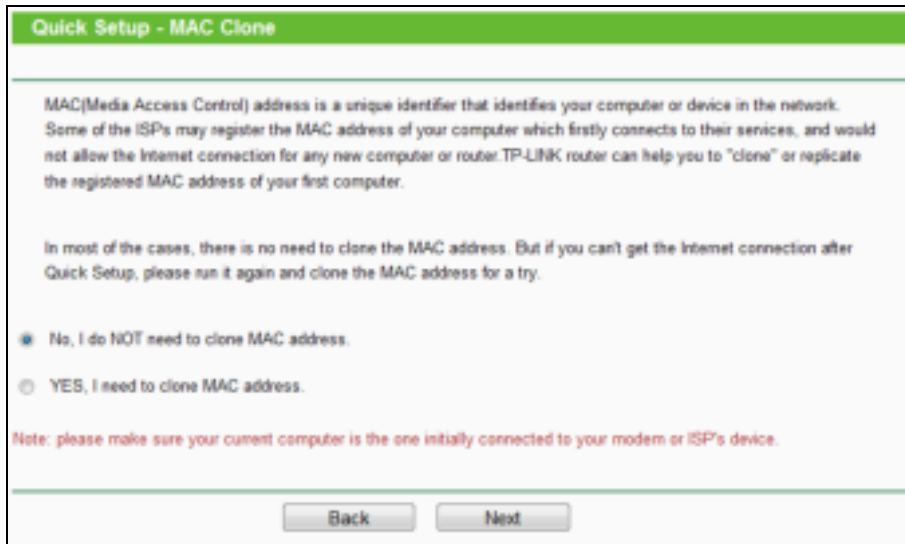 Quick Setup - MAC Clone
MAC(Media Access Control) address is a unique identifier that identifies your computer or device in the network.
Some of the ISPs may register the MAC address of your computer which firstly connects to their services, and would
not allow the Internet connection for any new computer or router.TP-LINK router can help you to "clone" or replicate
the registered MAC address of your first computer.
In most of the cases, there is no need to clone the MAC address. But if you can't get the Internet connection after
Quick Setup, please run it again and clone the MAC address for a try.
No, I do NOT need to clone MAC address.
YES, I need to clone MAC address.
Note: please make sure your current computer is the one initially connected to your modem or ISP's device.
Back Next